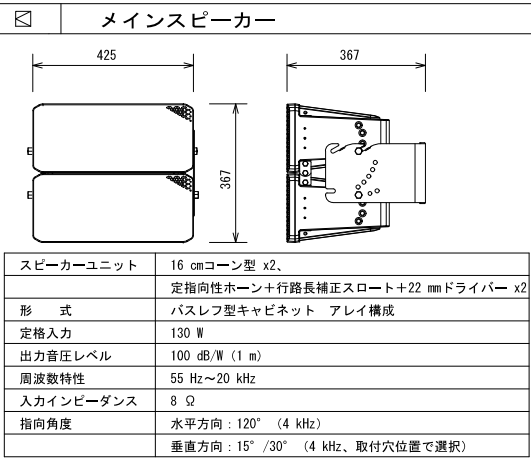 メインスピーカー
425
367
367
スピーカーユニット 16 cmコーン型 x2、
定指向性ホーン＋行路長補正スロート＋22 mmドライバー x2
形　式 バスレフ型キャビネット アレイ構成
定格入力 130 W
出力音圧レベル 100 dB/W (1 m)
周波数特性 55 Hz～20 kHz
入力インピーダンス 8 Ω
指向角度 水平方向：120° (4 kHz)
垂直方向：15° /30° (4 kHz、取付穴位置で選択)